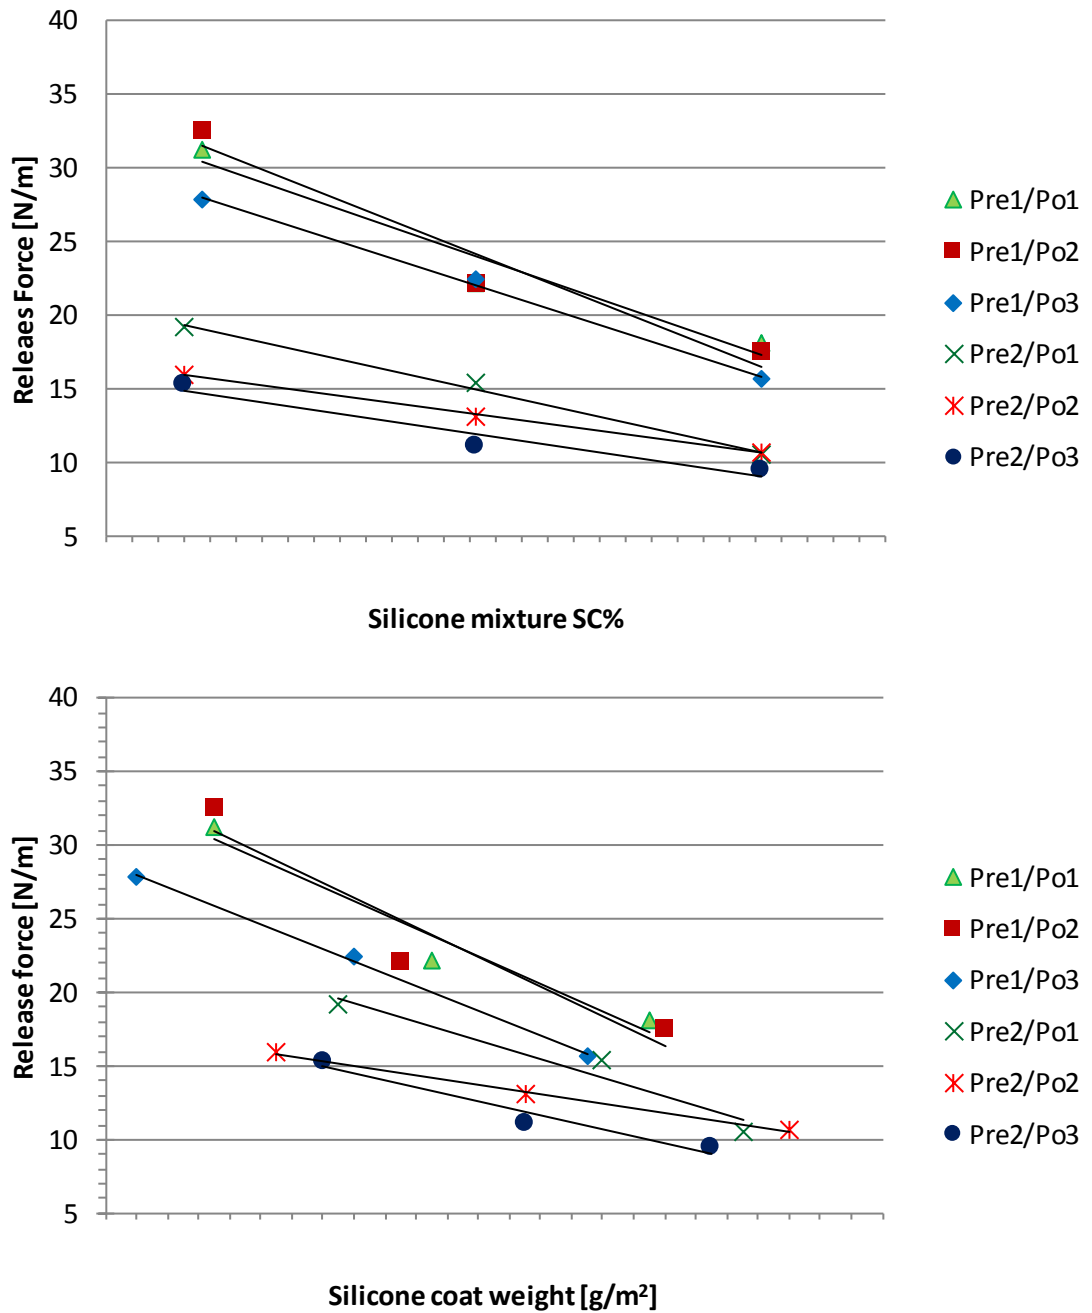 40
35
30
25
20
15
10
5
Releaes Force [N/m]
Silicone mixture SC%
Pre1/Po1
Pre1/Po2
Pre1/Po3
Pre2/Po1
Pre2/Po2
Pre2/Po3
40
35
30
25
20
15
10
5
Release force [N/m]
Silicone coat weight [g/m²]
Pre1/Po1
Pre1/Po2
Pre1/Po3
Pre2/Po1
Pre2/Po2
Pre2/Po3